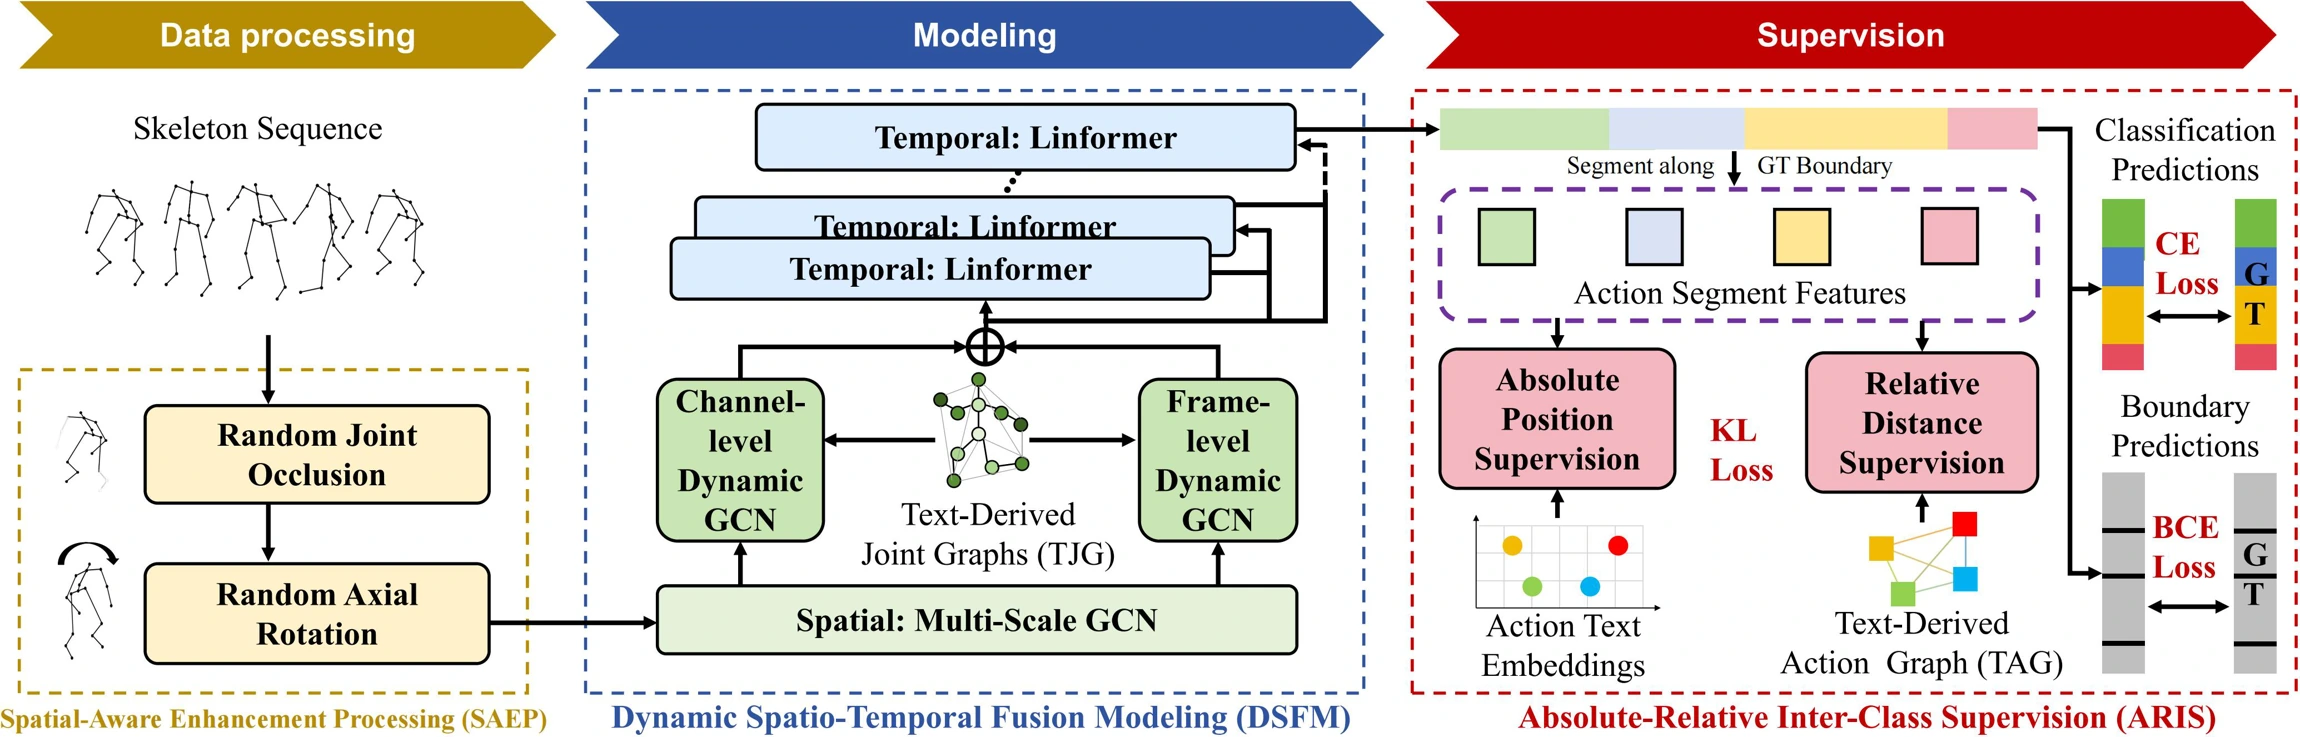 Data processing
Modeling
Supervision
Skeleton Sequence
Random Joint
Occlusion
Random Axial
Rotation
Spatial-Aware Enhancement Processing (SAEP)
Temporal: Linformer
Temporal: Linformer
Temporal: Linformer
Channel-
level
Dynamic
GCN
Text-Derived
Joint Graphs (TJG)
Frame-
level
Dynamic
GCN
Spatial: Multi-Scale GCN
Dynamic Spatio-Temporal Fusion Modeling (DSFM)
Segment along GT Boundary
Action Segment Features
Absolute
Position
Supervision
KL
Loss
Relative
Distance
Supervision
Action Text
Embeddings
Text-Derived
Action Graph (TAG)
Classification
Predictions
CE
Loss
G
T
Boundary
Predictions
BCE
Loss
G
T
Absolute-Relative Inter-Class Supervision (ARIS)